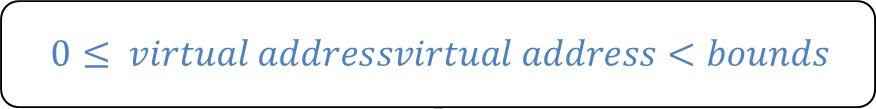 0 ≤ virtual addressvirtual address < bounds